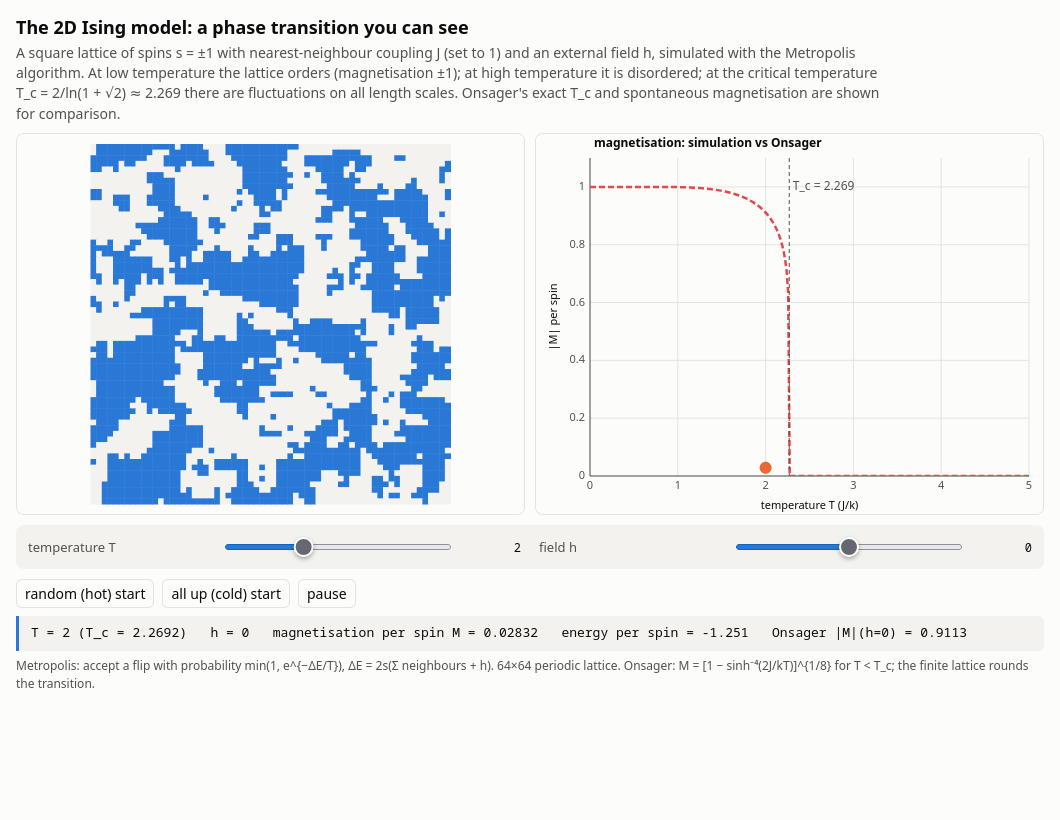 The 2D Ising model: a phase transition you can see
A square lattice of spins s = ±1 with nearest-neighbour coupling J (set to 1) and an external field h, simulated with the Metropolis
algorithm. At low temperature the lattice orders (magnetisation ±1); at high temperature it is disordered; at the critical temperature
T_c = 2/ln(1 + √2) ≈ 2.269 there are fluctuations on all length scales. Onsager's exact T_c and spontaneous magnetisation are shown
for comparison.
magnetisation: simulation vs Onsager
T_c = 2.269
1
0.8
0.6
0.4
0.2
0
|M| per spin
0 1 2 3 4 5
temperature T (J/k)
temperature T 2 field h 0
random (hot) start all up (cold) start pause
T = 2 (T_c = 2.2692) h = 0 magnetisation per spin M = 0.02832 energy per spin = -1.251 Onsager |M|(h=0) = 0.9113
Metropolis: accept a flip with probability min(1, e^{−ΔE/T}), ΔE = 2s(Σ neighbours + h). 64×64 periodic lattice. Onsager: M = [1 − sinh⁻⁴(2J/kT)]^{1/8} for T < T_c; the finite lattice rounds
the transition.